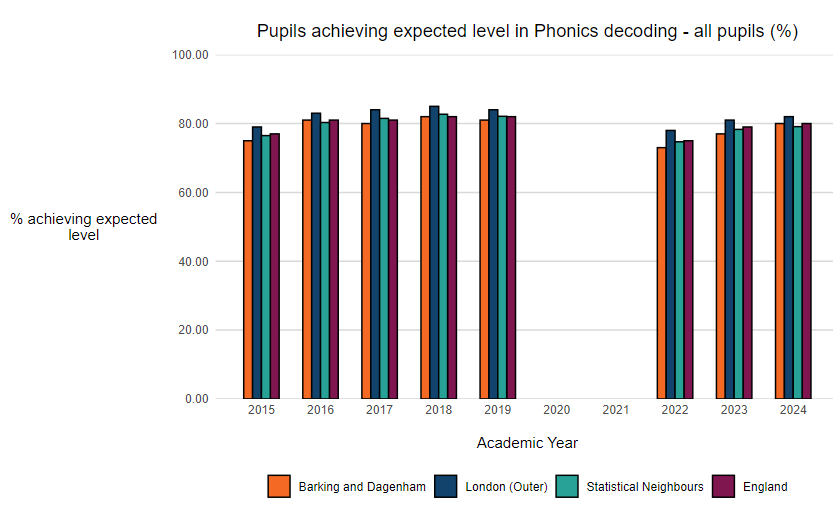 Pupils achieving expected level in Phonics decoding - all pupils (%)
100.00
80.00
60.00
% achieving expected
level
40.00
20.00
0.00
2015 2016 2017 2018 2019 2020 2021 2022 2023 2024
Academic Year
Barking and Dagenham London (Outer) Statistical Neighbours England